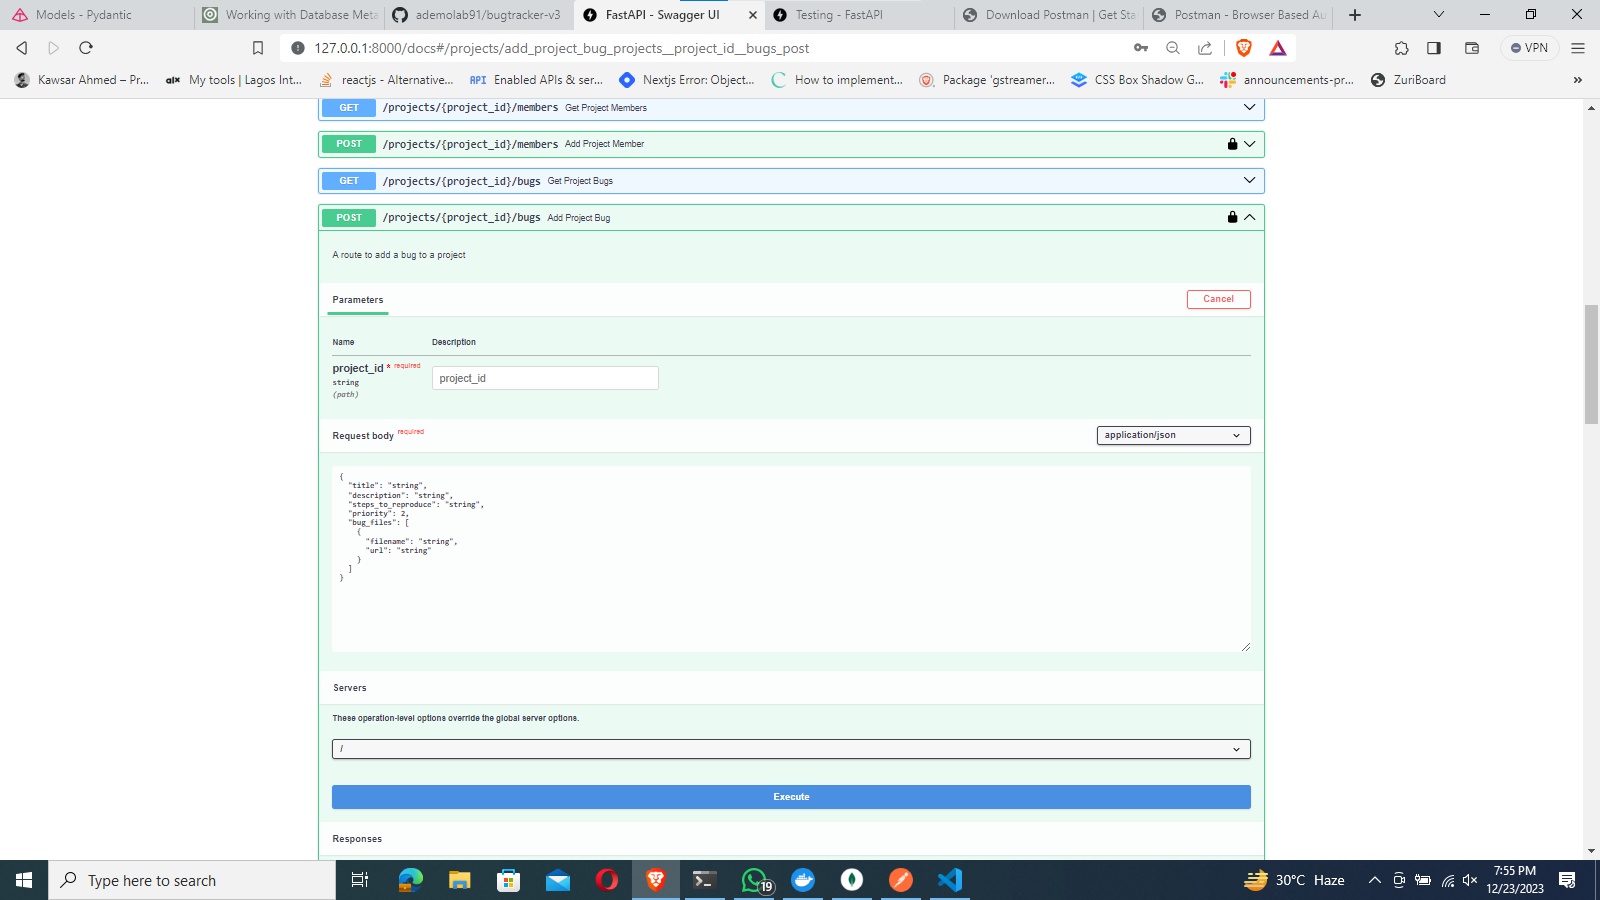 Models - Pydantic
Working with Database Meta
ademolab91/bugtracker-v3
FastAPI - Swagger UI
Testing - FastAPI
Download Postman | Get Sta
Postman - Browser Based Au
127.0.0.1:8000/docs#/projects/add_project_bug_projects__project_id__bugs_post
VPN
Kawsar Ahmed – Pr...
alx My tools | Lagos Int...
reactjs - Alternative...
API Enabled APIs & ser...
Nextjs Error: Object...
How to implement...
Package 'gstreamer...
CSS Box Shadow G...
announcements-pr...
ZuriBoard
GET /projects/{project_id}/members Get Project Members
POST /projects/{project_id}/members Add Project Member
GET /projects/{project_id}/bugs Get Project Bugs
POST /projects/{project_id}/bugs Add Project Bug
A route to add a bug to a project
Parameters
Cancel
Name Description
project_id * required
string
(path)
project_id
Request body required
application/json
{
"title": "string",
"description": "string",
"steps_to_reproduce": "string",
"priority": 2,
"bug_files": [
{
"filename": "string",
"url": "string"
}
]
}
Servers
These operation-level options override the global server options.
/
Execute
Responses
Type here to search
19
30°C Haze
7:55 PM
12/23/2023